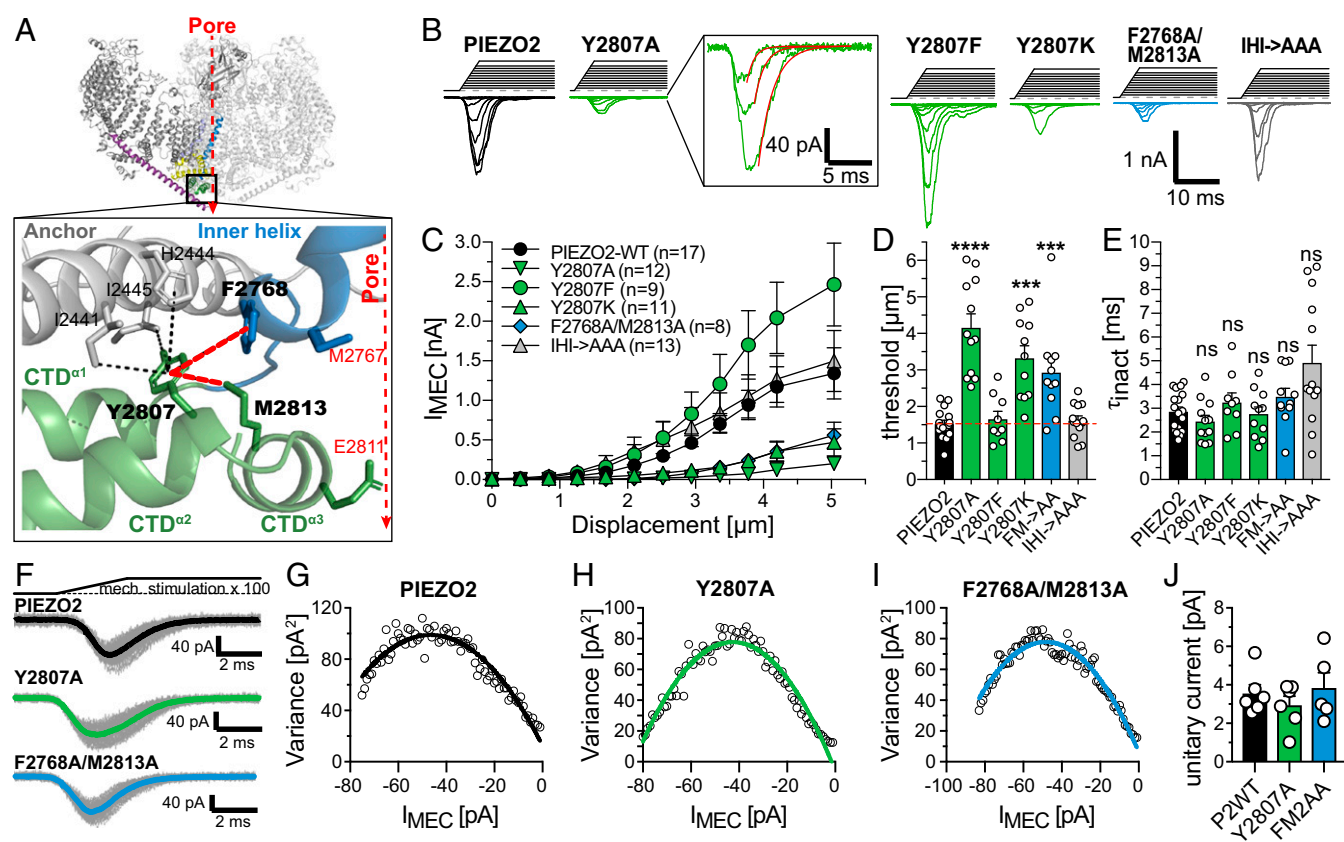 A
Pore
Anchor
Inner helix
H2444
I2445
I2441
F2768
M2767
Pore
CTDα1
Y2807
M2813
E2811
CTDα2
CTDα3
B
PIEZO2
Y2807A
40 pA
5 ms
Y2807F
Y2807K
F2768A/
M2813A
IHI->AAA
1 nA
10 ms
C
IMEC [nA]
3.0
2.5
2.0
1.5
1.0
0.5
0.0
PIEZO2-WT (n=17)
Y2807A (n=12)
Y2807F (n=9)
Y2807K (n=11)
F2768A/M2813A (n=8)
IHI->AAA (n=13)
0 1 2 3 4 5
Displacement [µm]
D
threshold [µm]
7
6
5
4
3
2
1
0
****
***
***
PIEZO2
Y2807A
Y2807F
Y2807K
FM->AA
IHI->AAA
E
τinact [ms]
10
9
8
7
6
5
4
3
2
1
0
ns
ns
ns
ns
ns
PIEZO2
Y2807A
Y2807F
Y2807K
FM->AA
IHI->AAA
F
mech. stimulation x 100
PIEZO2
40 pA
2 ms
Y2807A
40 pA
2 ms
F2768A/M2813A
40 pA
2 ms
G
PIEZO2
Variance [pA2]
120
80
40
0
-80 -60 -40 -20 0
IMEC [pA]
H
Y2807A
Variance [pA2]
100
80
60
40
20
0
-80 -60 -40 -20 0
IMEC [pA]
I
F2768A/M2813A
Variance [pA2]
100
80
60
40
20
0
-100 -80 -60 -40 -20 0
IMEC [pA]
J
unitary current [pA]
8
6
4
2
0
P2WT
Y2807A
FM2AA